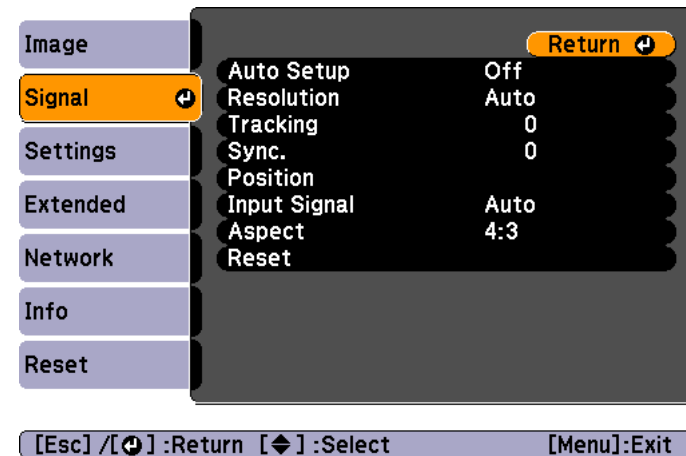 Image
Signal
Settings
Extended
Network
Info
Reset
Return
Auto Setup Off
Resolution Auto
Tracking 0
Sync. 0
Position
Input Signal Auto
Aspect 4:3
Reset
[Esc] /[ ] :Return [ ] :Select [Menu]:Exit